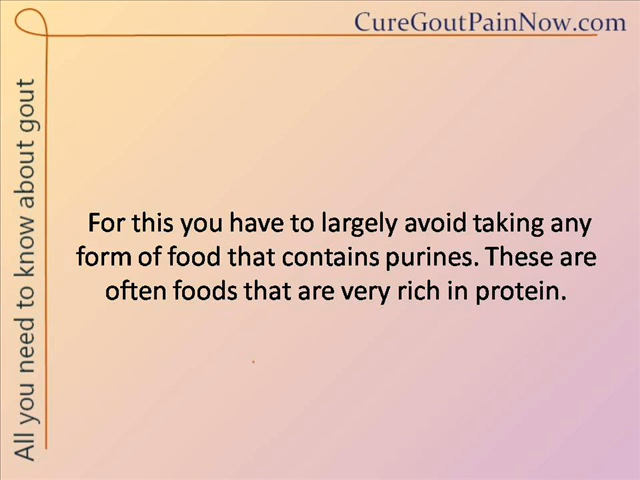 CureGoutPainNow.com
All you need to know about gout
For this you have to largely avoid taking any
form of food that contains purines. These are
often foods that are very rich in protein.